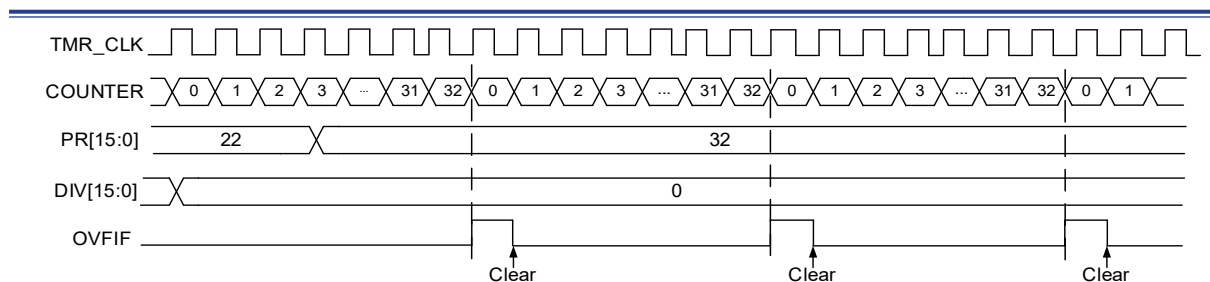 TMR_CLK
COUNTER 0 1 2 3 ... 31 32 0 1 2 3 ... 31 32 0 1 2 3 ... 31 32 0 1
PR[15:0] 22 32
DIV[15:0] 0
OVFIF
Clear Clear Clear